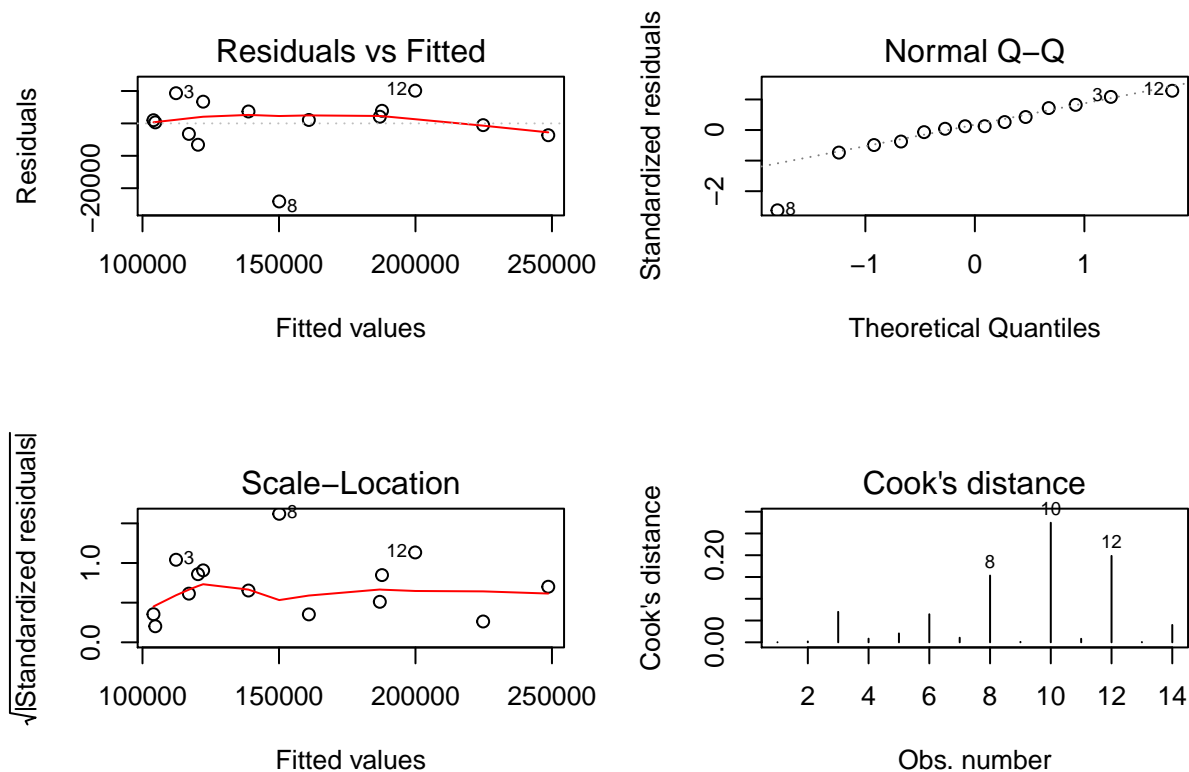 Residuals vs Fitted
Residuals
−20000
3
12
8
100000 150000 200000 250000
Fitted values
Normal Q−Q
Standardized residuals
0
−2
3
12
8
−1 0 1
Theoretical Quantiles
Scale−Location
√|Standardized residuals|
1.0
0.0
8
3
12
100000 150000 200000 250000
Fitted values
Cook's distance
Cook's distance
0.20
0.00
10
12
8
2 4 6 8 10 12 14
Obs. number